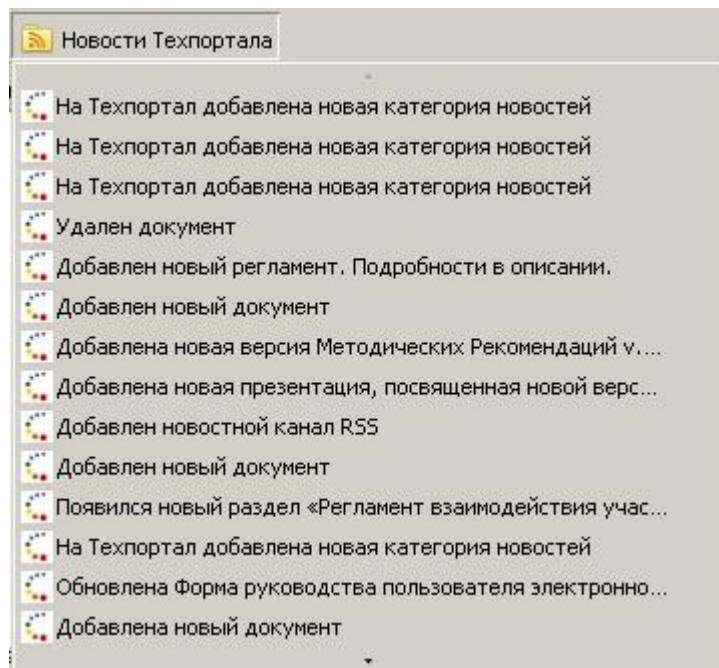 Новости Техпортала
На Техпортал добавлена новая категория новостей
На Техпортал добавлена новая категория новостей
На Техпортал добавлена новая категория новостей
Удален документ
Добавлен новый регламент. Подробности в описании.
Добавлен новый документ
Добавлена новая версия Методических Рекомендаций v....
Добавлена новая презентация, посвященная новой верс...
Добавлен новостной канал RSS
Добавлен новый документ
Появился новый раздел «Регламент взаимодействия учас...
На Техпортал добавлена новая категория новостей
Обновлена Форма руководства пользователя электронно...
Добавлена новый документ